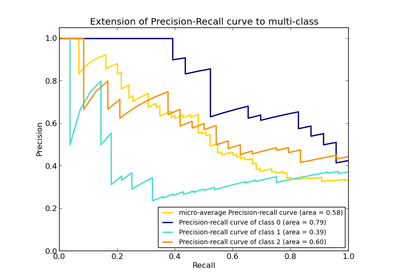 Extension of Precision-Recall curve to multi-class
1.0
0.8
0.6
0.4
0.2
0.0
Precision
0.0 0.2 0.4 0.6 0.8 1.0
Recall
micro-average Precision-recall curve (area = 0.58)
Precision-recall curve of class 0 (area = 0.79)
Precision-recall curve of class 1 (area = 0.39)
Precision-recall curve of class 2 (area = 0.60)